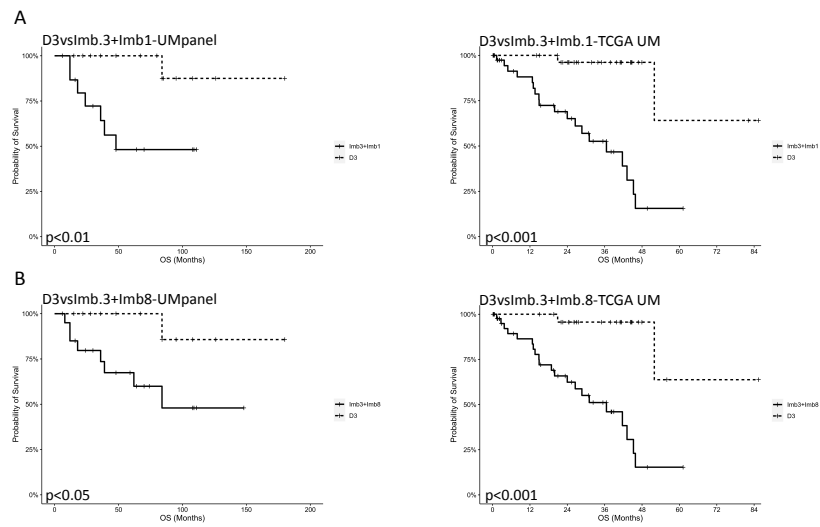 A
D3vsImb.3+Imb1-UMpanel
100%
75%
50%
25%
0%
Probability of Survival
p<0.01
0 50 100 150 200
OS (Months)
Imb3+Imb1
D3
D3vsImb.3+Imb.1-TCGA UM
100%
75%
50%
25%
0%
Probability of Survival
p<0.001
0 12 24 36 48 60 72 84
OS (Months)
Imb3+Imb1
D3
B
D3vsImb.3+Imb8-UMpanel
100%
75%
50%
25%
0%
Probability of Survival
p<0.05
0 50 100 150 200
OS (Months)
Imb3+Imb8
D3
D3vsImb.3+Imb.8-TCGA UM
100%
75%
50%
25%
0%
Probability of Survival
p<0.001
0 12 24 36 48 60 72 84
OS (Months)
Imb3+Imb8
D3